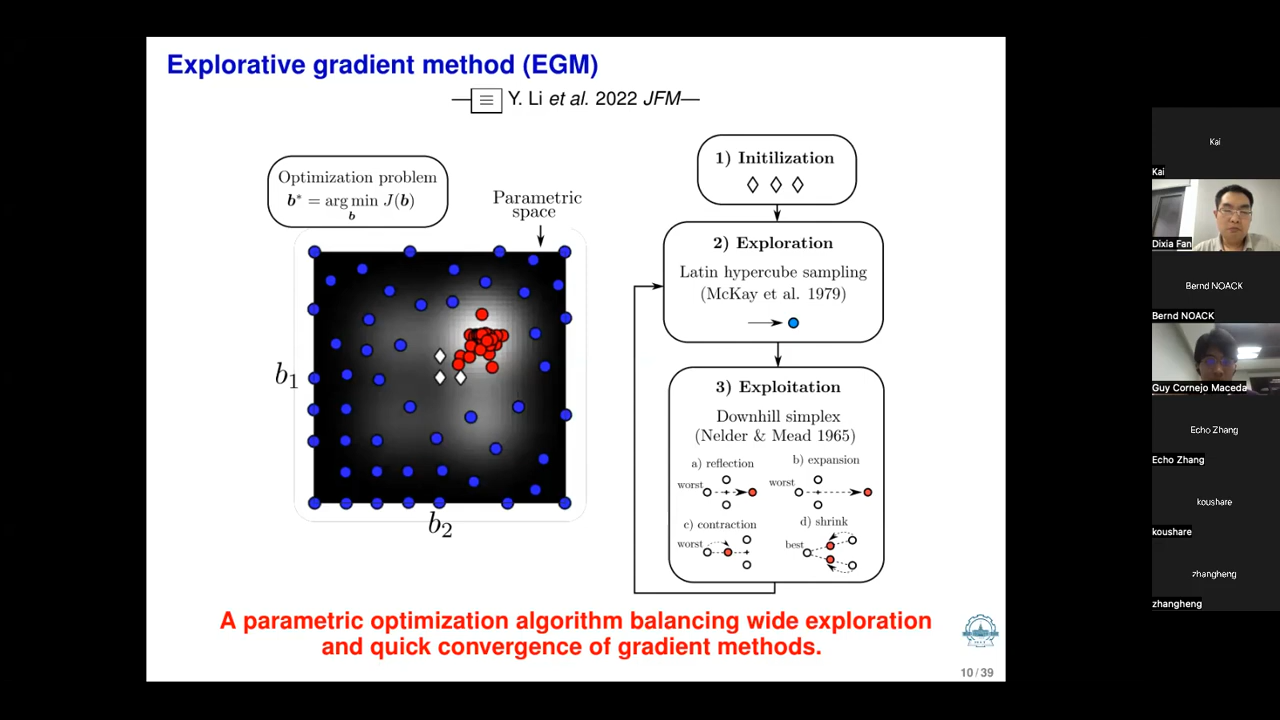 Explorative gradient method (EGM)
Y. Li et al. 2022 JFM
Optimization problem
b* = arg min J(b)
b
Parametric
space
b1
b2
1) Initilization
2) Exploration
Latin hypercube sampling
(McKay et al. 1979)
3) Exploitation
Downhill simplex
(Nelder & Mead 1965)
a) reflection
worst
b) expansion
worst
c) contraction
worst
d) shrink
best
A parametric optimization algorithm balancing wide exploration
and quick convergence of gradient methods.
10/39
Kai
Kai
Dixia Fan
Bernd NOACK
Bernd NOACK
Guy Cornejo Maceda
Echo Zhang
Echo Zhang
koushare
koushare
zhangheng
zhangheng